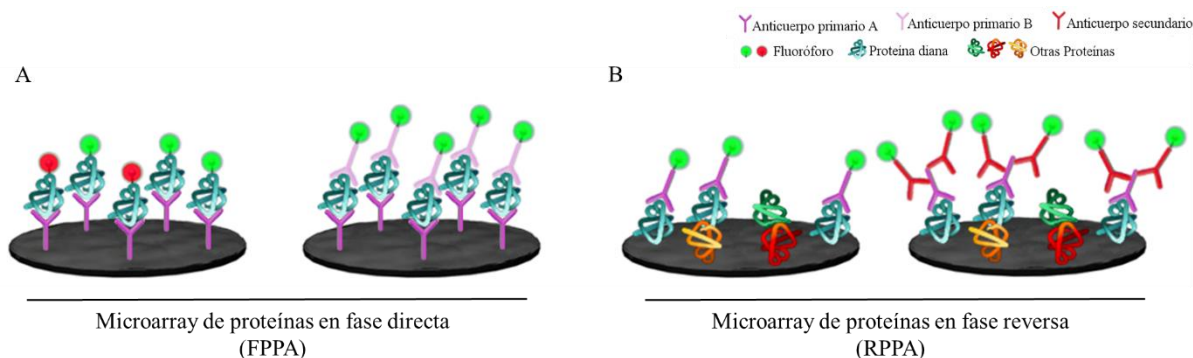 Anticuerpo primario A Anticuerpo primario B Anticuerpo secundario
Fluoróforo Proteína diana Otras Proteínas
A
B
Microarray de proteínas en fase directa
(FPPA)
Microarray de proteínas en fase reversa
(RPPA)